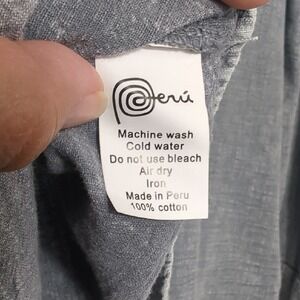 Perú
Machine wash
Cold water
Do not use bleach
Air dry
Iron
Made in Peru
100% cotton